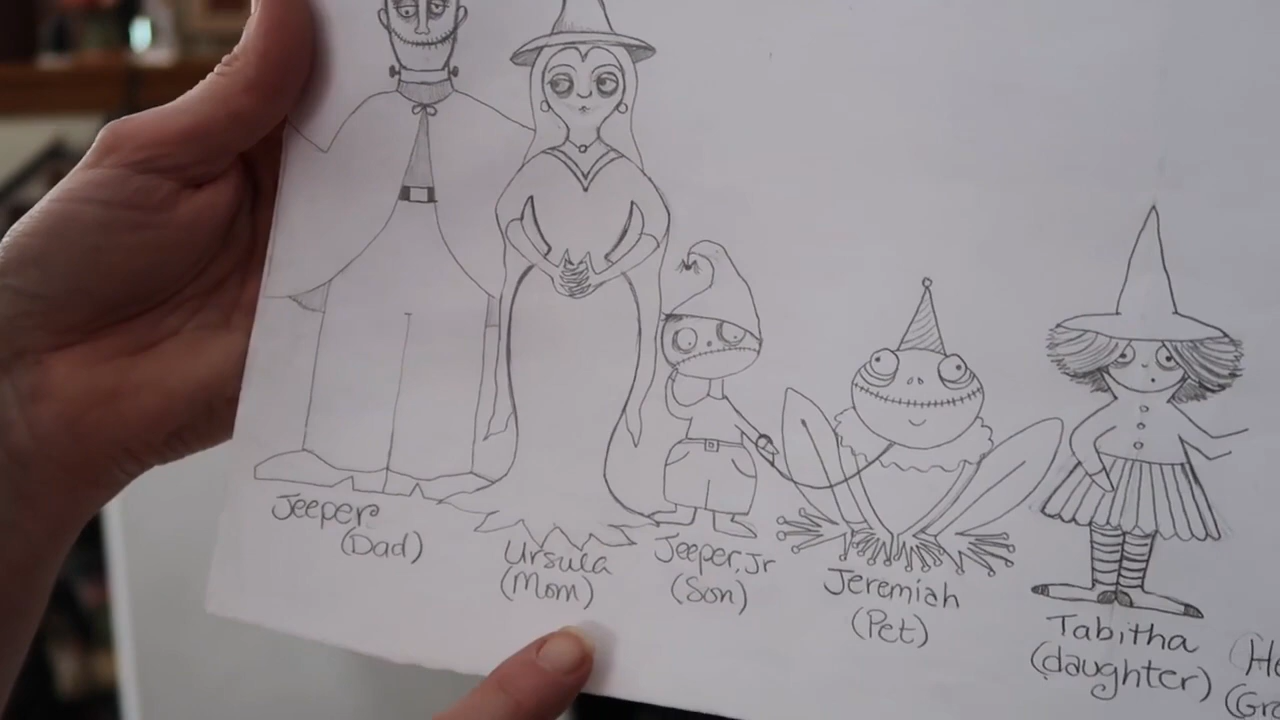 Jeeper
(Dad)
Ursula
(Mom)
Jeeper Jr
(Son)
Jeremiah
(Pet)
Tabitha
(daughter)